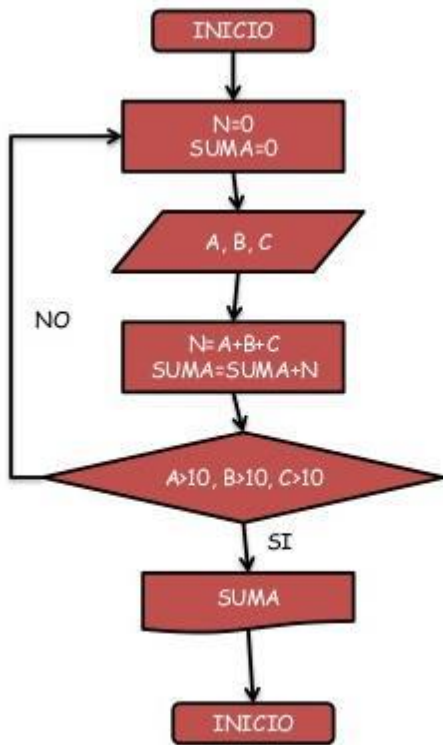 INICIO
N=0
SUMA=0
A, B, C
NO
N=A+B+C
SUMA=SUMA+N
A>10, B>10, C>10
SI
SUMA
INICIO